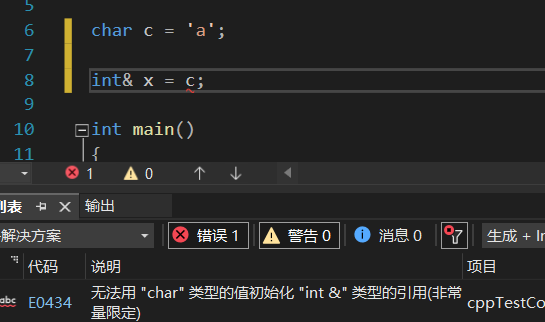 5
6 char c = 'a';
7
8 int& x = c;
9
10 int main()
11 {
1 0
列表 输出
解决方案 错误 1 警告 0 消息 0 生成 + In
代码 说明 项目
abc E0434 无法用 "char" 类型的值初始化 "int &" 类型的引用(非常
量限定) cppTestCo